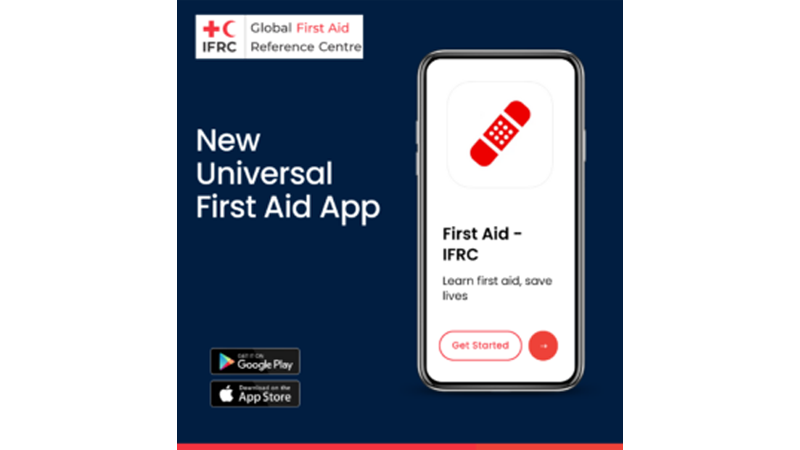 IFRC
Global First Aid
Reference Centre
New
Universal
First Aid App
First Aid -
IFRC
Learn first aid, save
lives
Get Started
GET IT ON
Google Play
Download on the
App Store